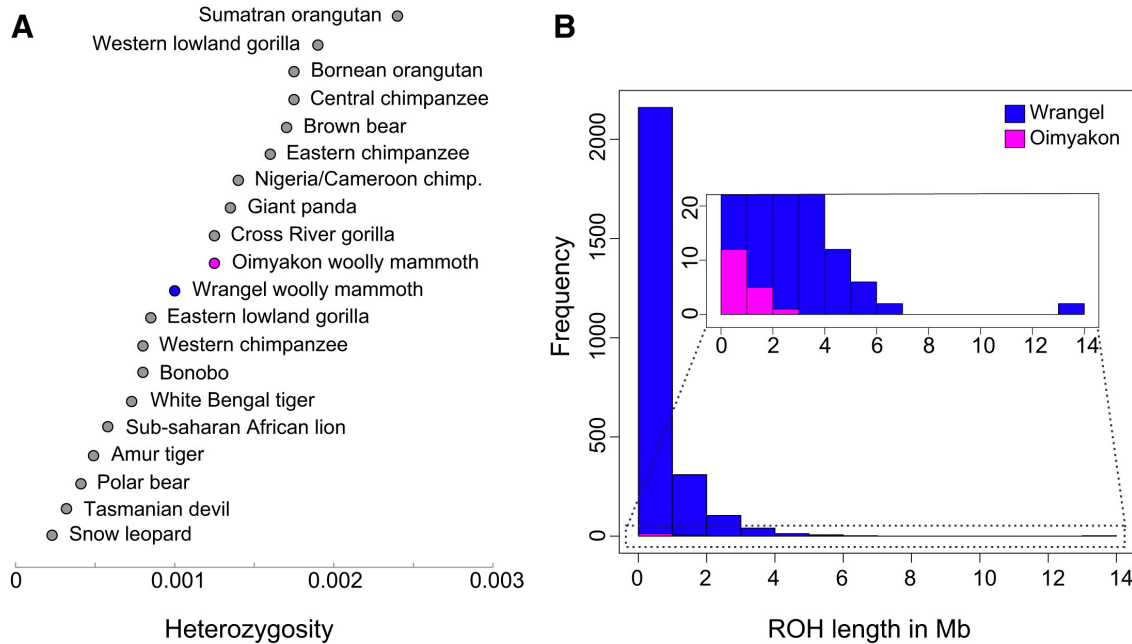 A
Sumatran orangutan
Western lowland gorilla
Bornean orangutan
Central chimpanzee
Brown bear
Eastern chimpanzee
Nigeria/Cameroon chimp.
Giant panda
Cross River gorilla
Oimyakon woolly mammoth
Wrangel woolly mammoth
Eastern lowland gorilla
Western chimpanzee
Bonobo
White Bengal tiger
Sub-saharan African lion
Amur tiger
Polar bear
Tasmanian devil
Snow leopard
0 0.001 0.002 0.003
Heterozygosity
B
Wrangel
Oimyakon
Frequency
2000
1500
1000
500
0
20
10
0
0 2 4 6 8 10 12 14
0 2 4 6 8 10 12 14
ROH length in Mb